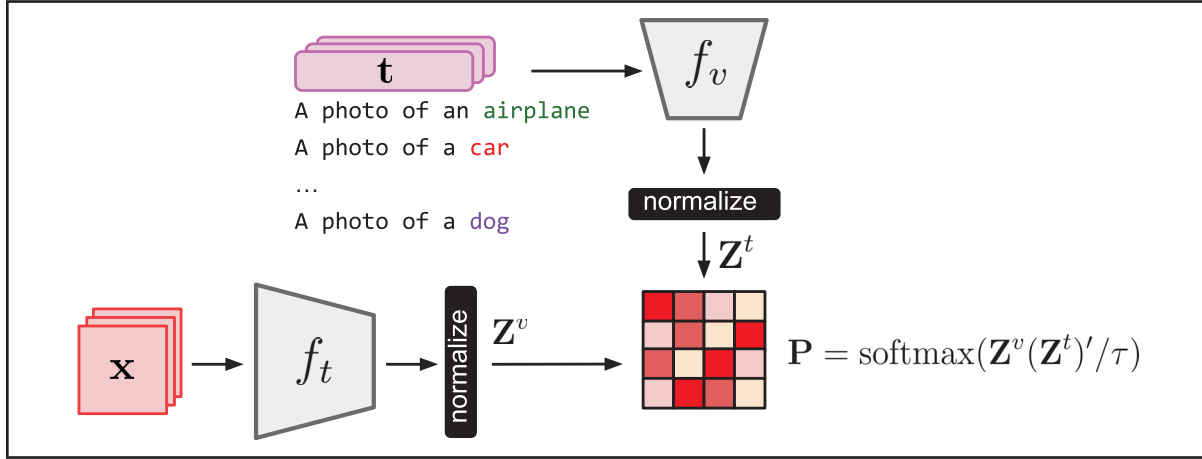 t
f_v
A photo of an airplane
A photo of a car
...
A photo of a dog
normalize
Z^t
x
f_t
normalize
Z^v
P = softmax(Z^v(Z^t)'/τ)